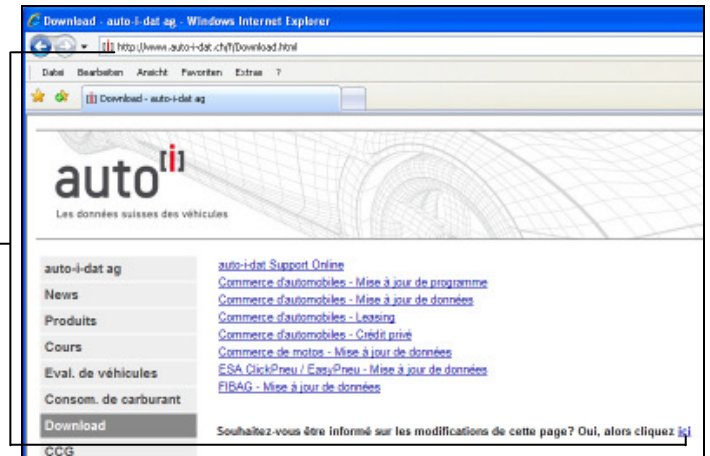 Download - auto-i-dat ag - Windows Internet Explorer
http://www.auto-i-dat.ch/f/Download.html
Datei Bearbeiten Ansicht Favoriten Extras ?
[i] Download - auto-i-dat ag
auto[i]
Les données suisses des véhicules
auto-i-dat ag
News
Produits
Cours
Eval. de véhicules
Consom. de carburant
Download
CCG
auto-i-dat Support Online
Commerce d'automobiles - Mise à jour de programme
Commerce d'automobiles - Mise à jour de données
Commerce d'automobiles - Leasing
Commerce d'automobiles - Crédit privé
Commerce de motos - Mise à jour de données
ESA ClickPneu / EasyPneu - Mise à jour de données
FIBAG - Mise à jour de données
Souhaitez-vous être informé sur les modifications de cette page? Oui, alors cliquez ici